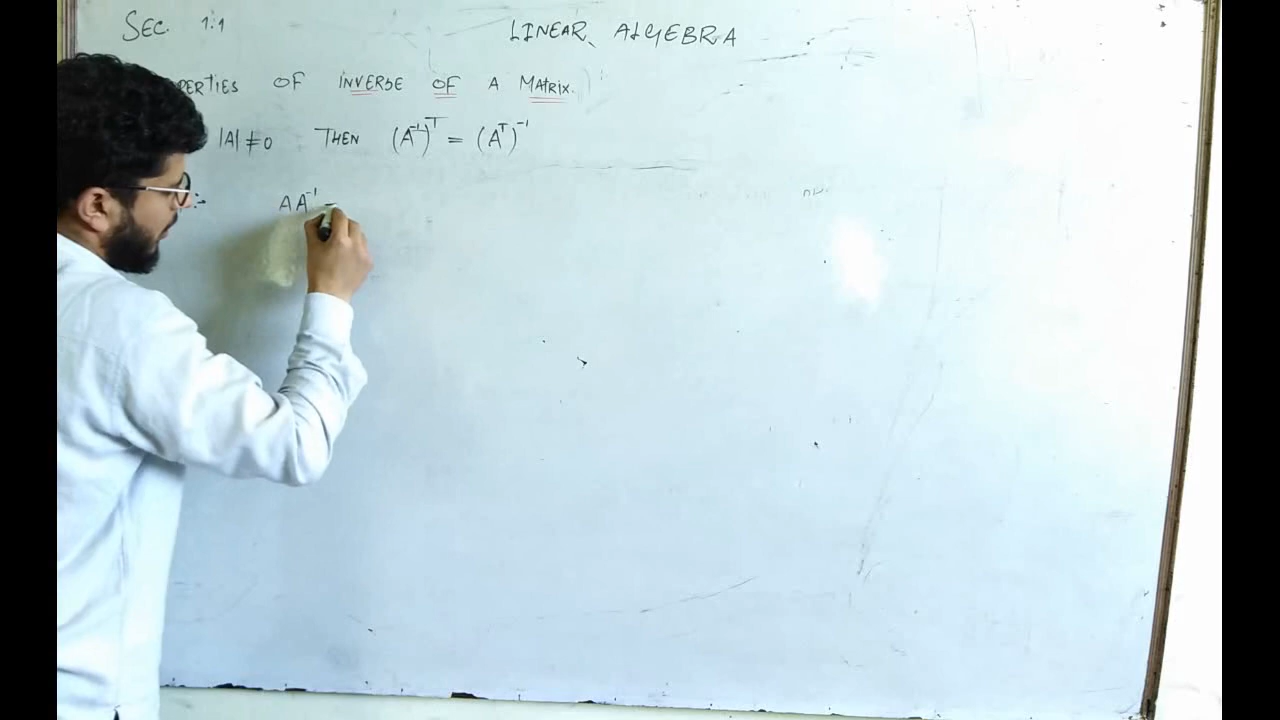 SEC. 1.1
LINEAR ALGEBRA
PERTIES OF INVERSE OF A MATRIX.
|A| ≠ 0 THEN (A⁻¹)ᵀ = (Aᵀ)⁻¹
:- AA⁻¹ =